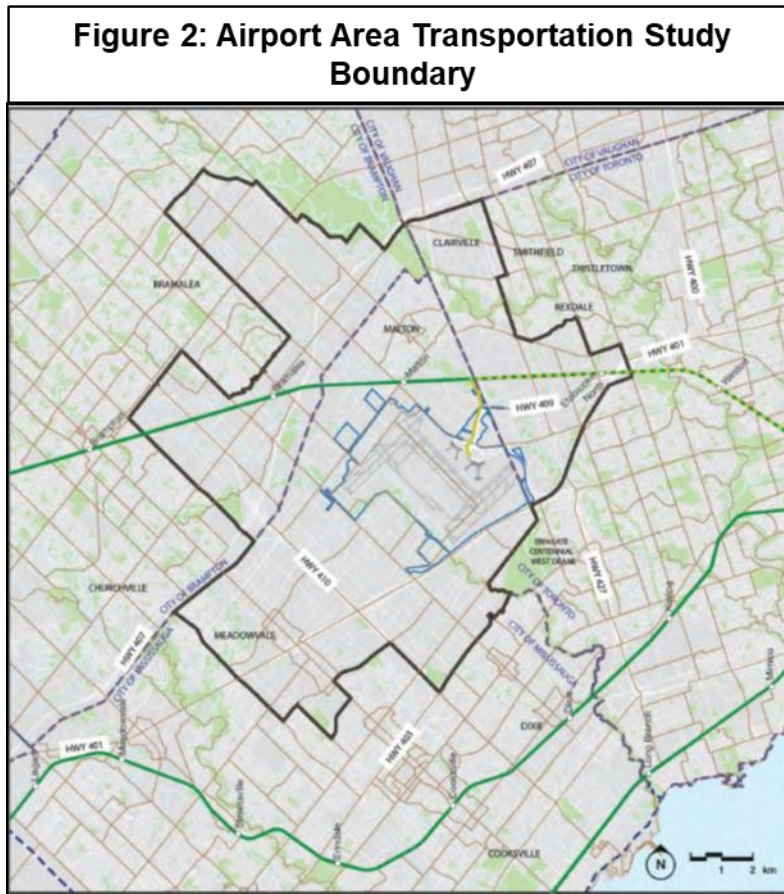 Figure 2: Airport Area Transportation Study
Boundary
CITY OF VAUGHAN
CITY OF BRAMPTON
HWY 407
CITY OF VAUGHAN
CITY OF TORONTO
CLAIRVILLE
SMITHFIELD
THISTLETOWN
HWY 400
BRAMALEA
REXDALE
MALTON
HWY 401
Malton
Bramalea
Etobicoke
North
Weston
HWY 409
Brampton
CENTENNIAL
WEST DEANE
HWY 427
HWY 410
CITY OF TORONTO
CHURCHVILLE
CITY OF BRAMPTON
Kipling
MEADOWVALE
CITY OF MISSISSAUGA
HWY 407
CITY OF MISSISSAUGA
Mimico
Dixie
DIXIE
HWY 401
Meadowvale
HWY 403
Long Branch
Lisgar
Cooksville
Streetsville
Erindale
COOKSVILLE
N
1 2 km